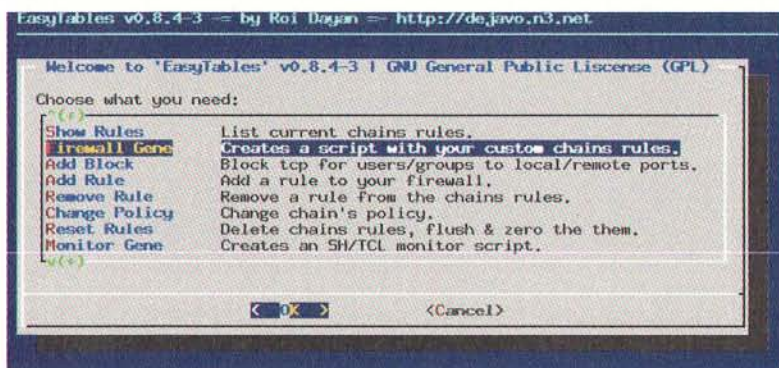 EasyTables v0.8.4-3 -= by Roi Dayan =- http://dejavo.n3.net
Welcome to 'EasyTables' v0.8.4-3 | GNU General Public Liscense (GPL)
Choose what you need:
^(↑)
Show Rules List current chains rules.
Firewall Gene Creates a script with your custom chains rules.
Add Block Block tcp for users/groups to local/remote ports.
Add Rule Add a rule to your firewall.
Remove Rule Remove a rule from the chains rules.
Change Policy Change chain's policy.
Reset Rules Delete chains rules, flush & zero the them.
Monitor Gene Creates an SH/TCL monitor script.
v(+)
< OK > <Cancel>